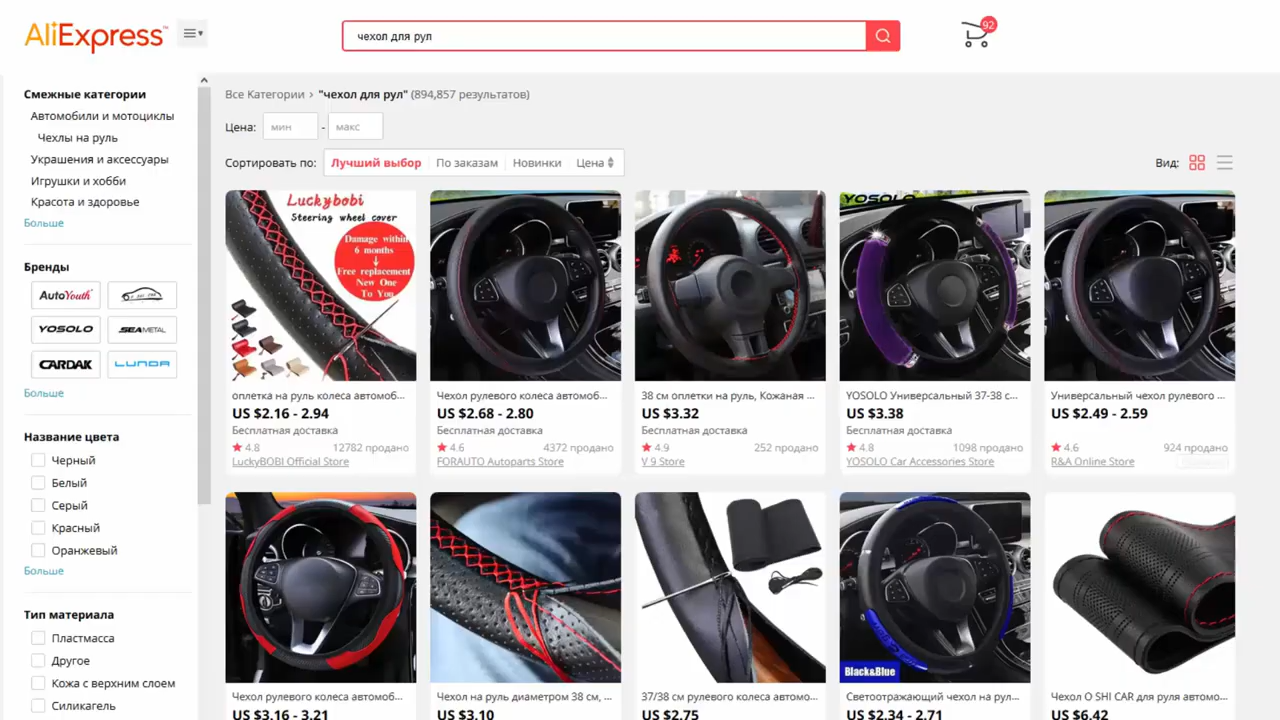 AliExpress™
чехол для рул
92
Смежные категории
Автомобили и мотоциклы
Чехлы на руль
Украшения и аксессуары
Игрушки и хобби
Красота и здоровье
Больше
Бренды
AutoYouth
YOSOLO
SEAMETAL
CARDAK
LUNDA
Больше
Название цвета
Черный
Белый
Серый
Красный
Оранжевый
Больше
Тип материала
Пластмасса
Другое
Кожа с верхним слоем
Силикагель
Все Категории › "чехол для рул" (894,857 результатов)
Цена: мин - макс
Сортировать по: Лучший выбор По заказам Новинки Цена
Вид:
Luckybobi
Steering wheel cover
Damage within
6 months
Free replacement
New One
To You
оплетка на руль колеса автомоб...
US $2.16 - 2.94
Бесплатная доставка
4.8 12782 продано
LuckyBOBI Official Store
Чехол рулевого колеса автомоб...
US $2.68 - 2.80
Бесплатная доставка
4.6 4372 продано
FORAUTO Autoparts Store
38 см оплетки на руль, Кожаная ...
US $3.32
Бесплатная доставка
4.9 252 продано
V 9 Store
YOSOLO
YOSOLO Универсальный 37-38 с...
US $3.38
Бесплатная доставка
4.8 1098 продано
YOSOLO Car Accessories Store
Универсальный чехол рулевого ...
US $2.49 - 2.59
4.6 924 продано
R&A Online Store
Чехол рулевого колеса автомоб...
US $3.16 - 3.21
Чехол на руль диаметром 38 см, ...
US $3.10
37/38 см рулевого колеса автомо...
US $2.75
Black&Blue
Светоотражающий чехол на рул...
US $2.34 - 2.71
Чехол O SHI CAR для руля автомо...
US $6.42